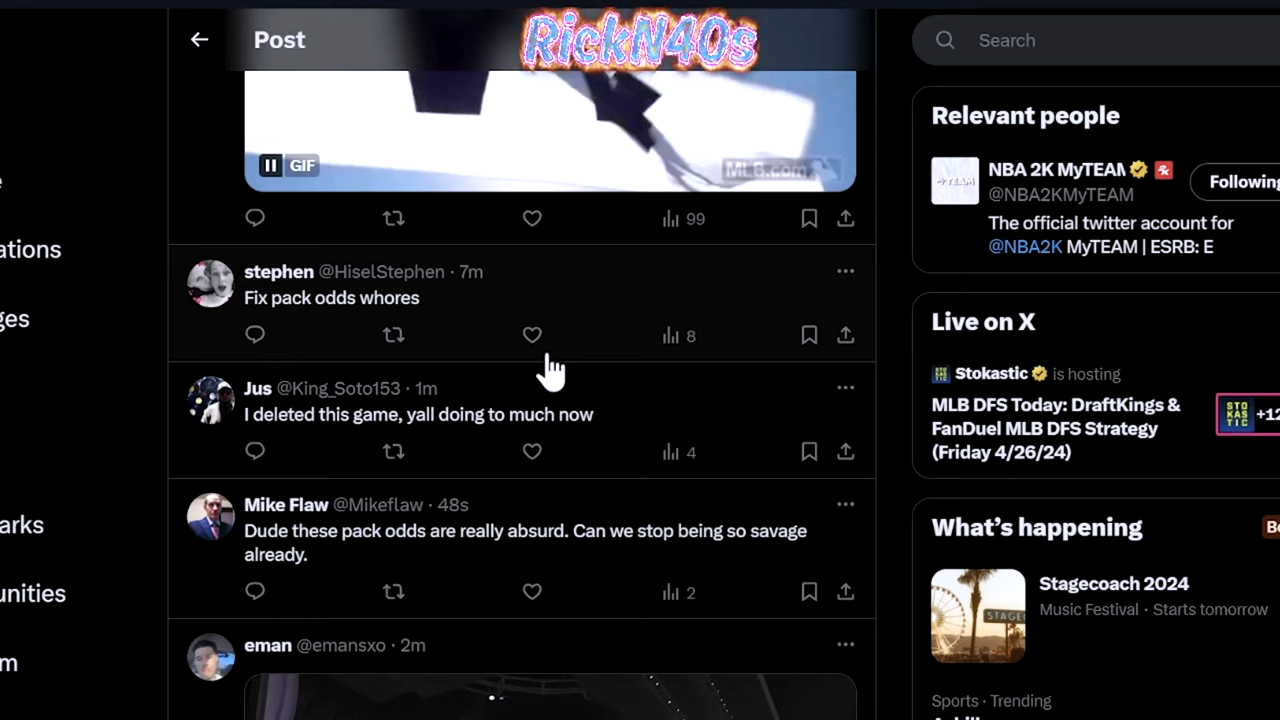 Post
RickN40s
Search
GIF
MLB.com
99
stephen @HiselStephen · 7m
Fix pack odds whores
8
Jus @King_Soto153 · 1m
I deleted this game, yall doing to much now
4
Mike Flaw @Mikeflaw · 48s
Dude these pack odds are really absurd. Can we stop being so savage
already.
2
eman @emansxo · 2m
ations
ges
arks
unities
m
Relevant people
NBA 2K MyTEAM
@NBA2KMyTEAM
Following
The official twitter account for
@NBA2K MyTEAM | ESRB: E
Live on X
Stokastic is hosting
MLB DFS Today: DraftKings &
FanDuel MLB DFS Strategy
(Friday 4/26/24)
STO
KAS
TIC
+12
What's happening
Be
Stagecoach 2024
Music Festival · Starts tomorrow
Sports · Trending